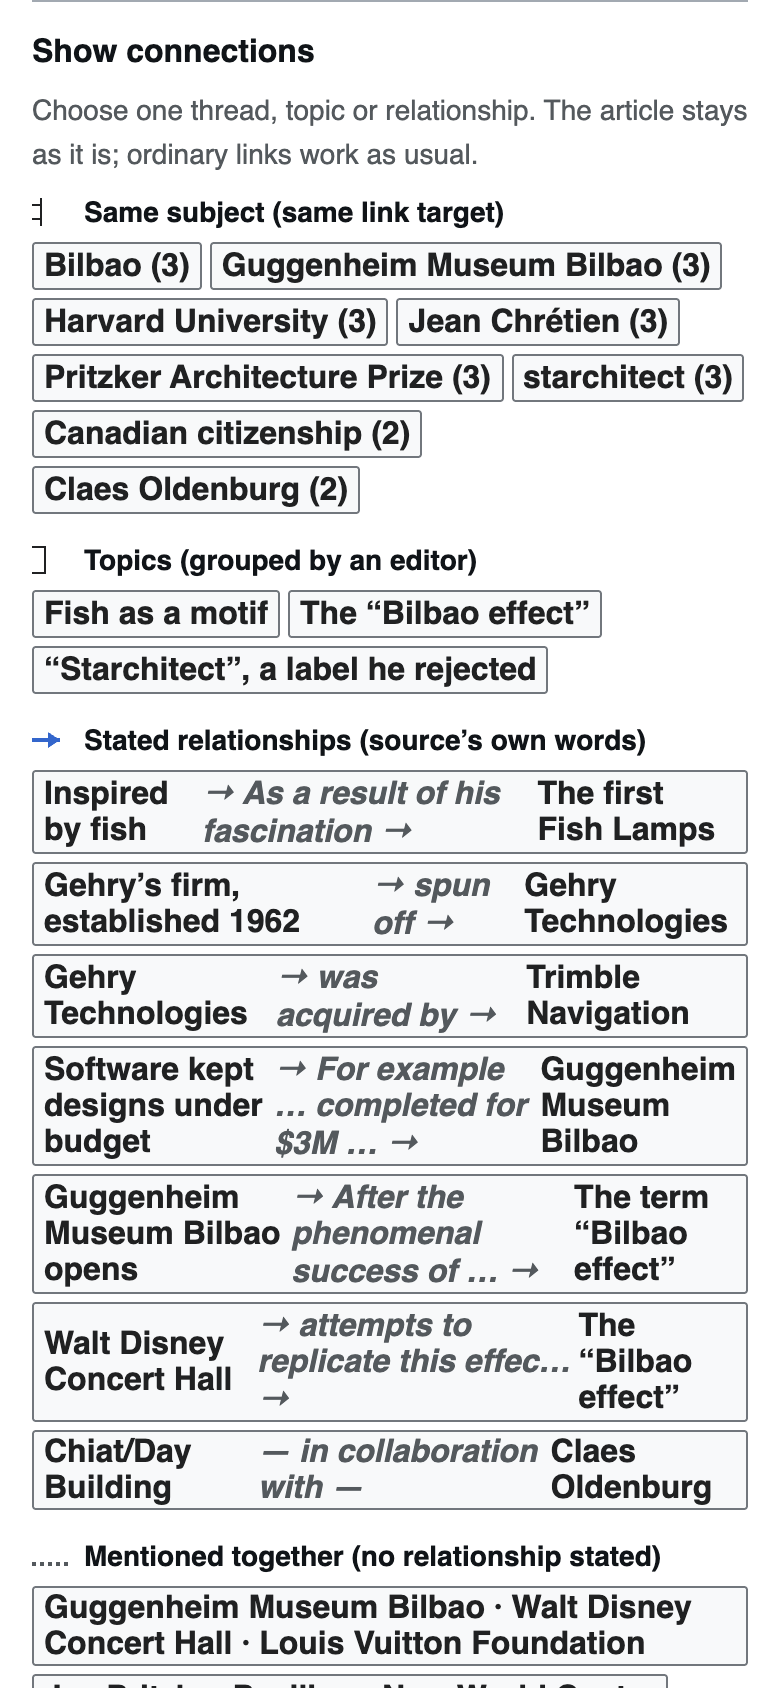 Show connections
Choose one thread, topic or relationship. The article stays
as it is; ordinary links work as usual.
Same subject (same link target)
Bilbao (3) Guggenheim Museum Bilbao (3)
Harvard University (3) Jean Chrétien (3)
Pritzker Architecture Prize (3) starchitect (3)
Canadian citizenship (2)
Claes Oldenburg (2)
Topics (grouped by an editor)
Fish as a motif The “Bilbao effect”
“Starchitect”, a label he rejected
Stated relationships (source’s own words)
Inspired
by fish
→ As a result of his
fascination →
The first
Fish Lamps
Gehry’s firm,
established 1962
→ spun
off →
Gehry
Technologies
Gehry
Technologies
→ was
acquired by →
Trimble
Navigation
Software kept
designs under
budget
→ For example
… completed for
$3M … →
Guggenheim
Museum
Bilbao
Guggenheim
Museum Bilbao
opens
→ After the
phenomenal
success of … →
The term
“Bilbao
effect”
Walt Disney
Concert Hall
→ attempts to
replicate this effec…
→
The
“Bilbao
effect”
Chiat/Day
Building
— in collaboration
with —
Claes
Oldenburg
Mentioned together (no relationship stated)
Guggenheim Museum Bilbao · Walt Disney
Concert Hall · Louis Vuitton Foundation